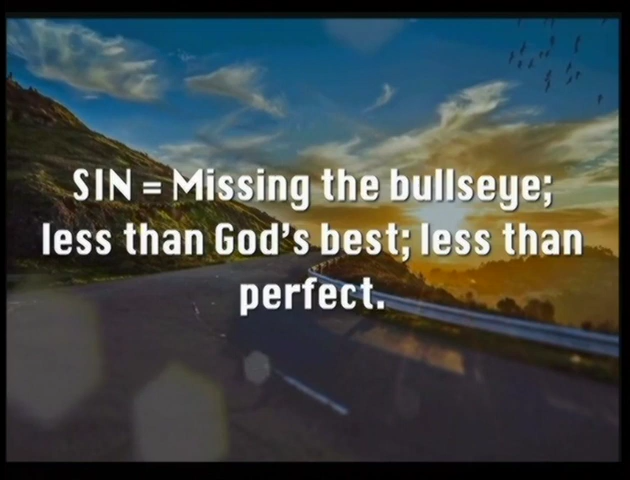 SIN = Missing the bullseye;
less than God's best; less than
perfect.